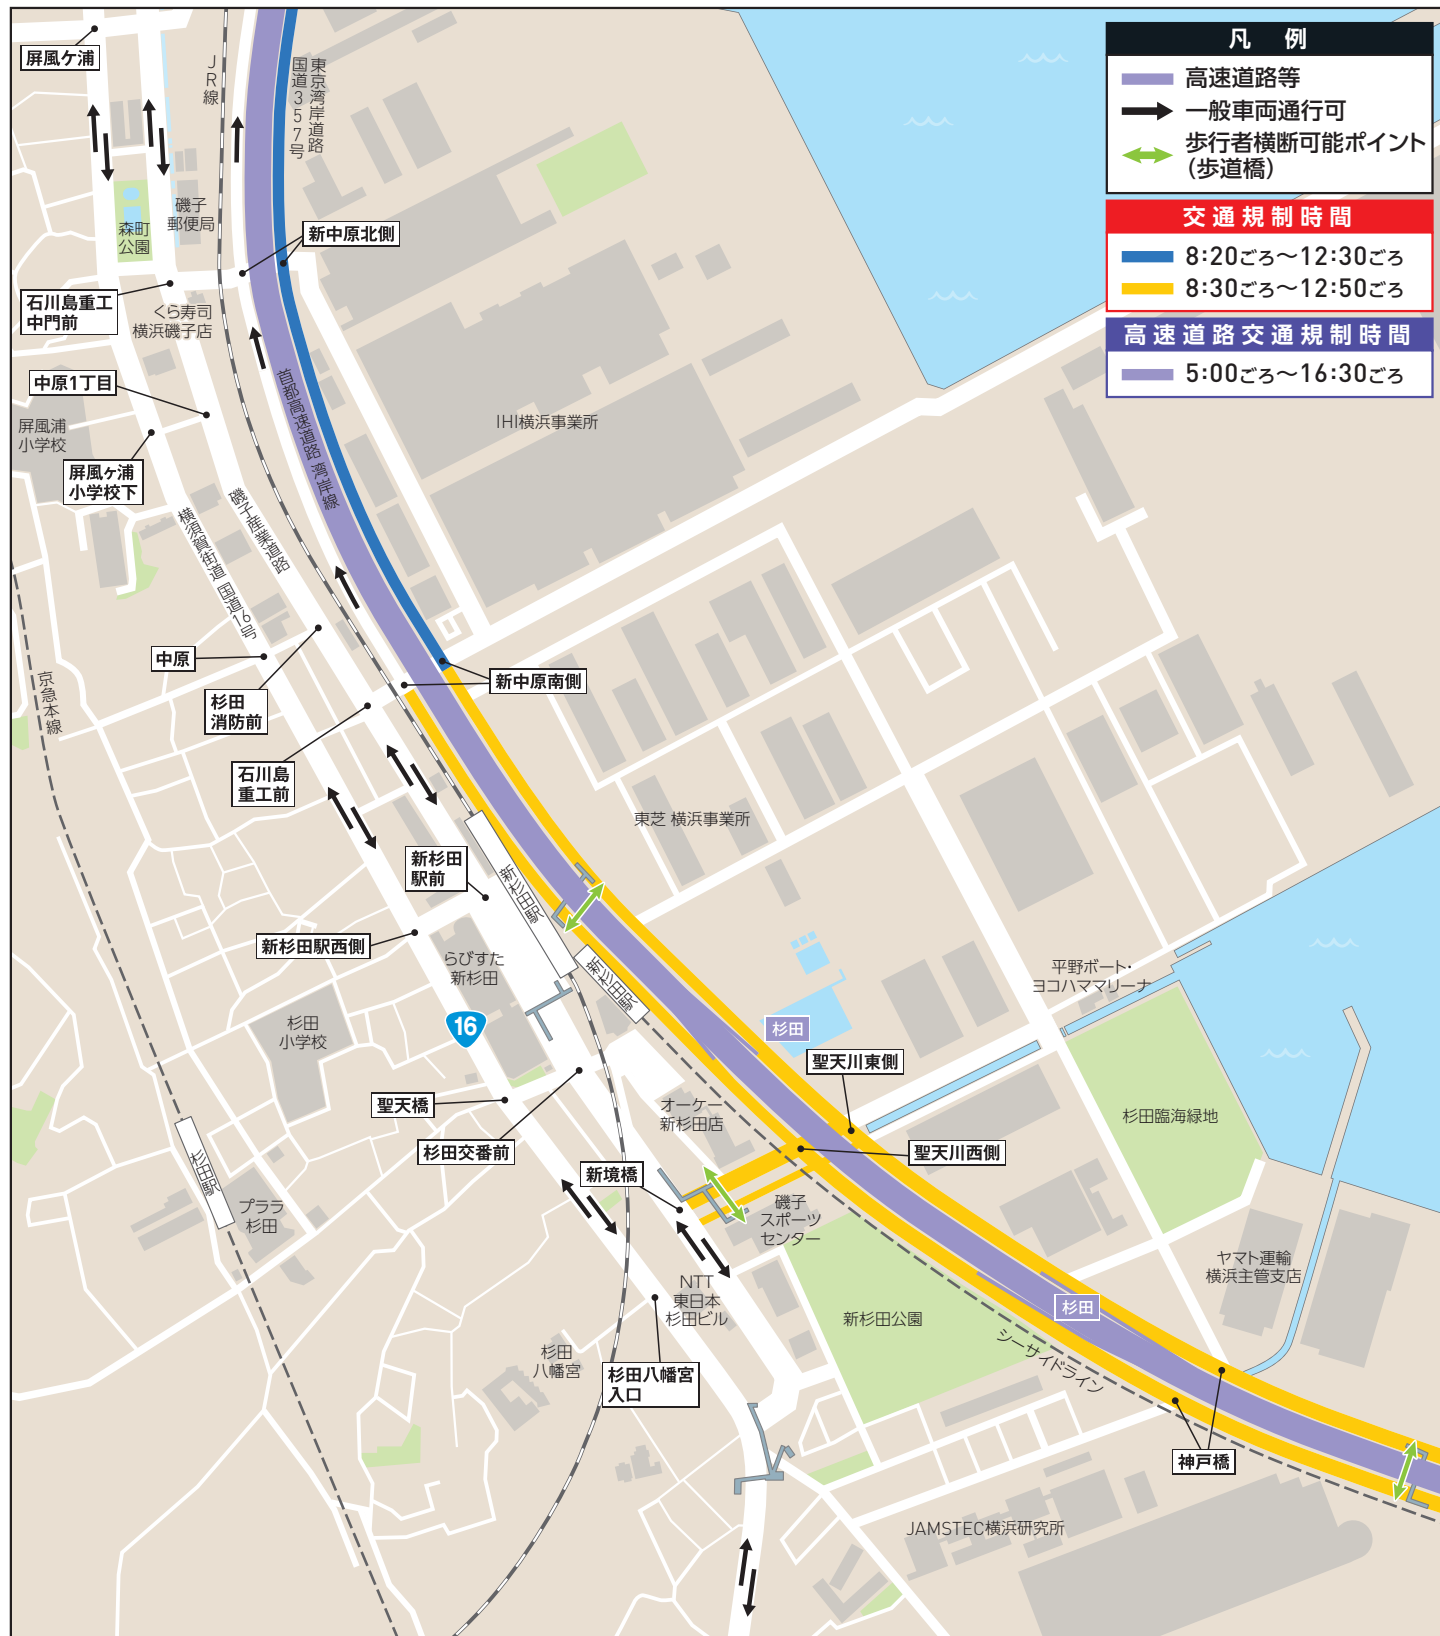 凡 例
高速道路等
一般車両通行可
歩行者横断可能ポイント
(歩道橋)
交通規制時間
8:20ごろ〜12:30ごろ
8:30ごろ〜12:50ごろ
高速道路交通規制時間
5:00ごろ〜16:30ごろ
屏風ケ浦
JR線
東京湾岸道路
国道357号
磯子
郵便局
森町
公園
新中原北側
石川島重工
中門前
くら寿司
横浜磯子店
中原1丁目
屏風浦
小学校
屏風ヶ浦
小学校下
首都高速道路 湾岸線
IHI横浜事業所
磯子産業道路
横須賀街道 国道16号
中原
杉田
消防前
新中原南側
京急本線
石川島
重工前
東芝 横浜事業所
新杉田
駅前
新杉田駅
新杉田駅西側
らびすた
新杉田
新杉田駅
平野ボート・
ヨコハママリーナ
杉田
小学校
16
杉田
聖天川東側
聖天橋
オーケー
新杉田店
杉田臨海緑地
杉田交番前
聖天川西側
杉田駅
新境橋
プララ
杉田
磯子
スポーツ
センター
ヤマト運輸
横浜主管支店
NTT
東日本
杉田ビル
杉田
新杉田公園
シーサイドライン
杉田
八幡宮
杉田八幡宮
入口
神戸橋
JAMSTEC横浜研究所